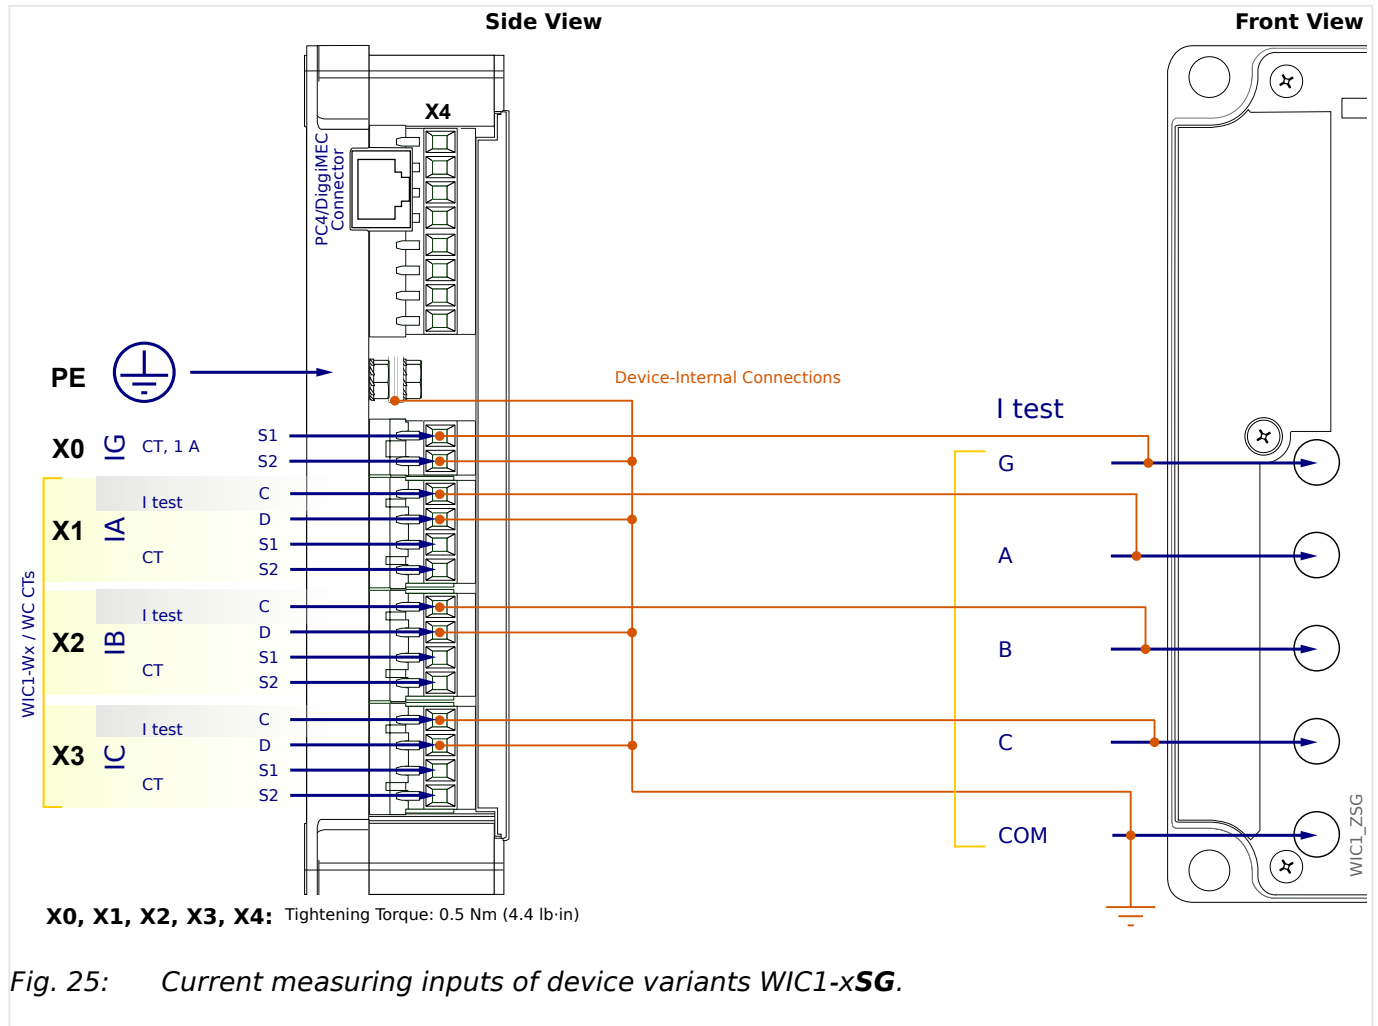 Side View
Front View
X4
PC4/DiggiMEC
Connector
PE
Device-Internal Connections
I test
X0 IG CT, 1 A S1
S2
G
WIC1-Wx / WC CTs
X1 IA I test C
D
CT S1
S2
A
X2 IB I test C
D
CT S1
S2
B
X3 IC I test C
D
CT S1
S2
C
COM
WIC1_ZSG
X0, X1, X2, X3, X4: Tightening Torque: 0.5 Nm (4.4 lb·in)
Fig. 25: Current measuring inputs of device variants WIC1-xSG.